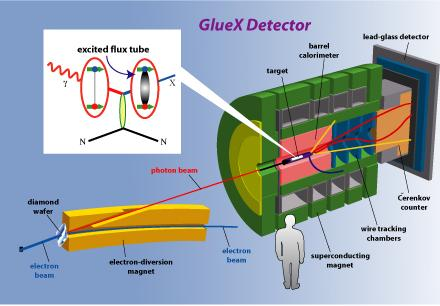 GlueX Detector
excited flux tube
γ
X
N
N
lead-glass detector
barrel
calorimeter
target
photon beam
diamond
wafer
electron
beam
electron-diversion
magnet
electron
beam
superconducting
magnet
wire tracking
chambers
Čerenkov
counter